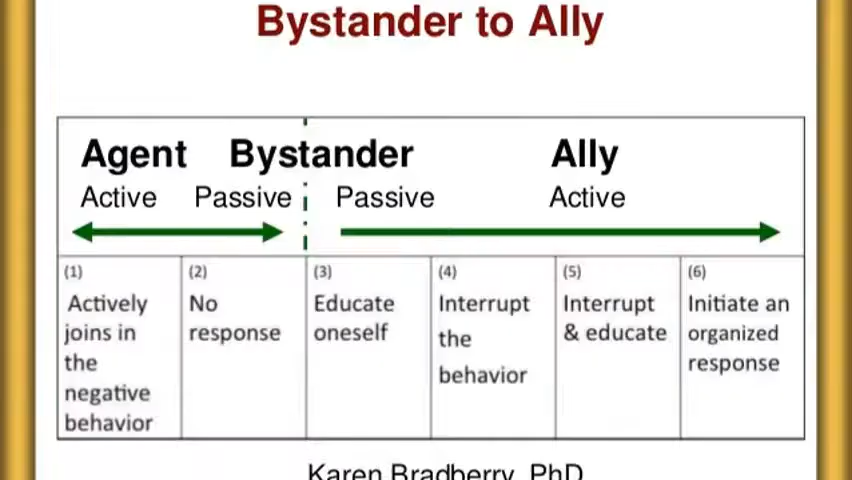 Bystander to Ally
Agent Bystander Ally
Active Passive Passive Active
(1)
Actively
joins in
the
negative
behavior
(2)
No
response
(3)
Educate
oneself
(4)
Interrupt
the
behavior
(5)
Interrupt
& educate
(6)
Initiate an
organized
response
Karen Bradberry, PhD